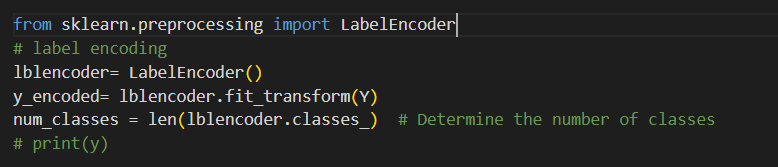 from sklearn.preprocessing import LabelEncoder
# label encoding
lblencoder= LabelEncoder()
y_encoded= lblencoder.fit_transform(Y)
num_classes = len(lblencoder.classes_)  # Determine the number of classes
# print(y)